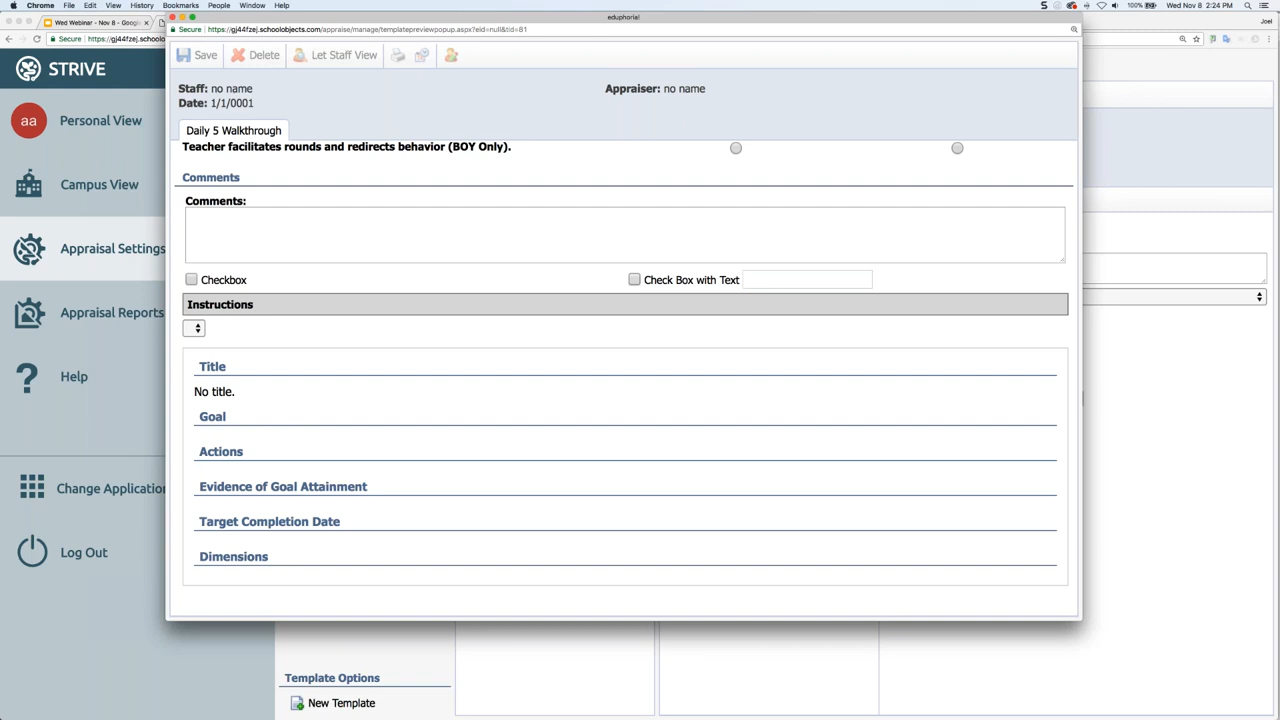 Chrome File Edit View History Bookmarks People Window Help
100% Wed Nov 8 2:24 PM
Wed Webinar - Nov 8 - Google
Joel
Secure https://gj44fzej.schoolo
eduphoria!
Secure https://gj44fzej.schoolobjects.com/appraise/manage/templatepreviewpopup.aspx?eid=null&tid=81
STRIVE
aa Personal View
Campus View
Appraisal Settings
Appraisal Reports
Help
Change Application
Log Out
Save Delete Let Staff View
Staff: no name
Date: 1/1/0001
Appraiser: no name
Daily 5 Walkthrough
Teacher facilitates rounds and redirects behavior (BOY Only).
Comments
Comments:
Checkbox
Check Box with Text
Instructions
Title
No title.
Goal
Actions
Evidence of Goal Attainment
Target Completion Date
Dimensions
Template Options
New Template